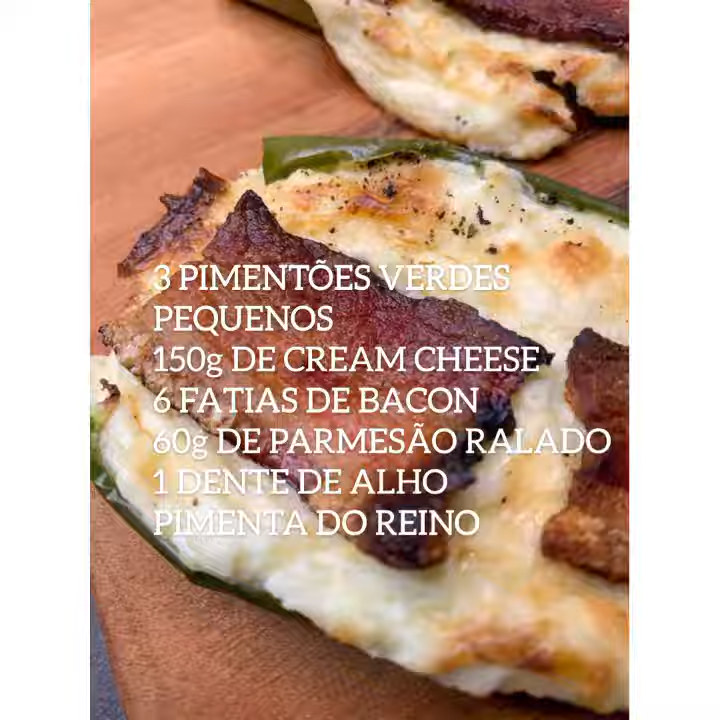 3 PIMENTÕES VERDES
PEQUENOS
150g DE CREAM CHEESE
6 FATIAS DE BACON
60g DE PARMESÃO RALADO
1 DENTE DE ALHO
PIMENTA DO REINO